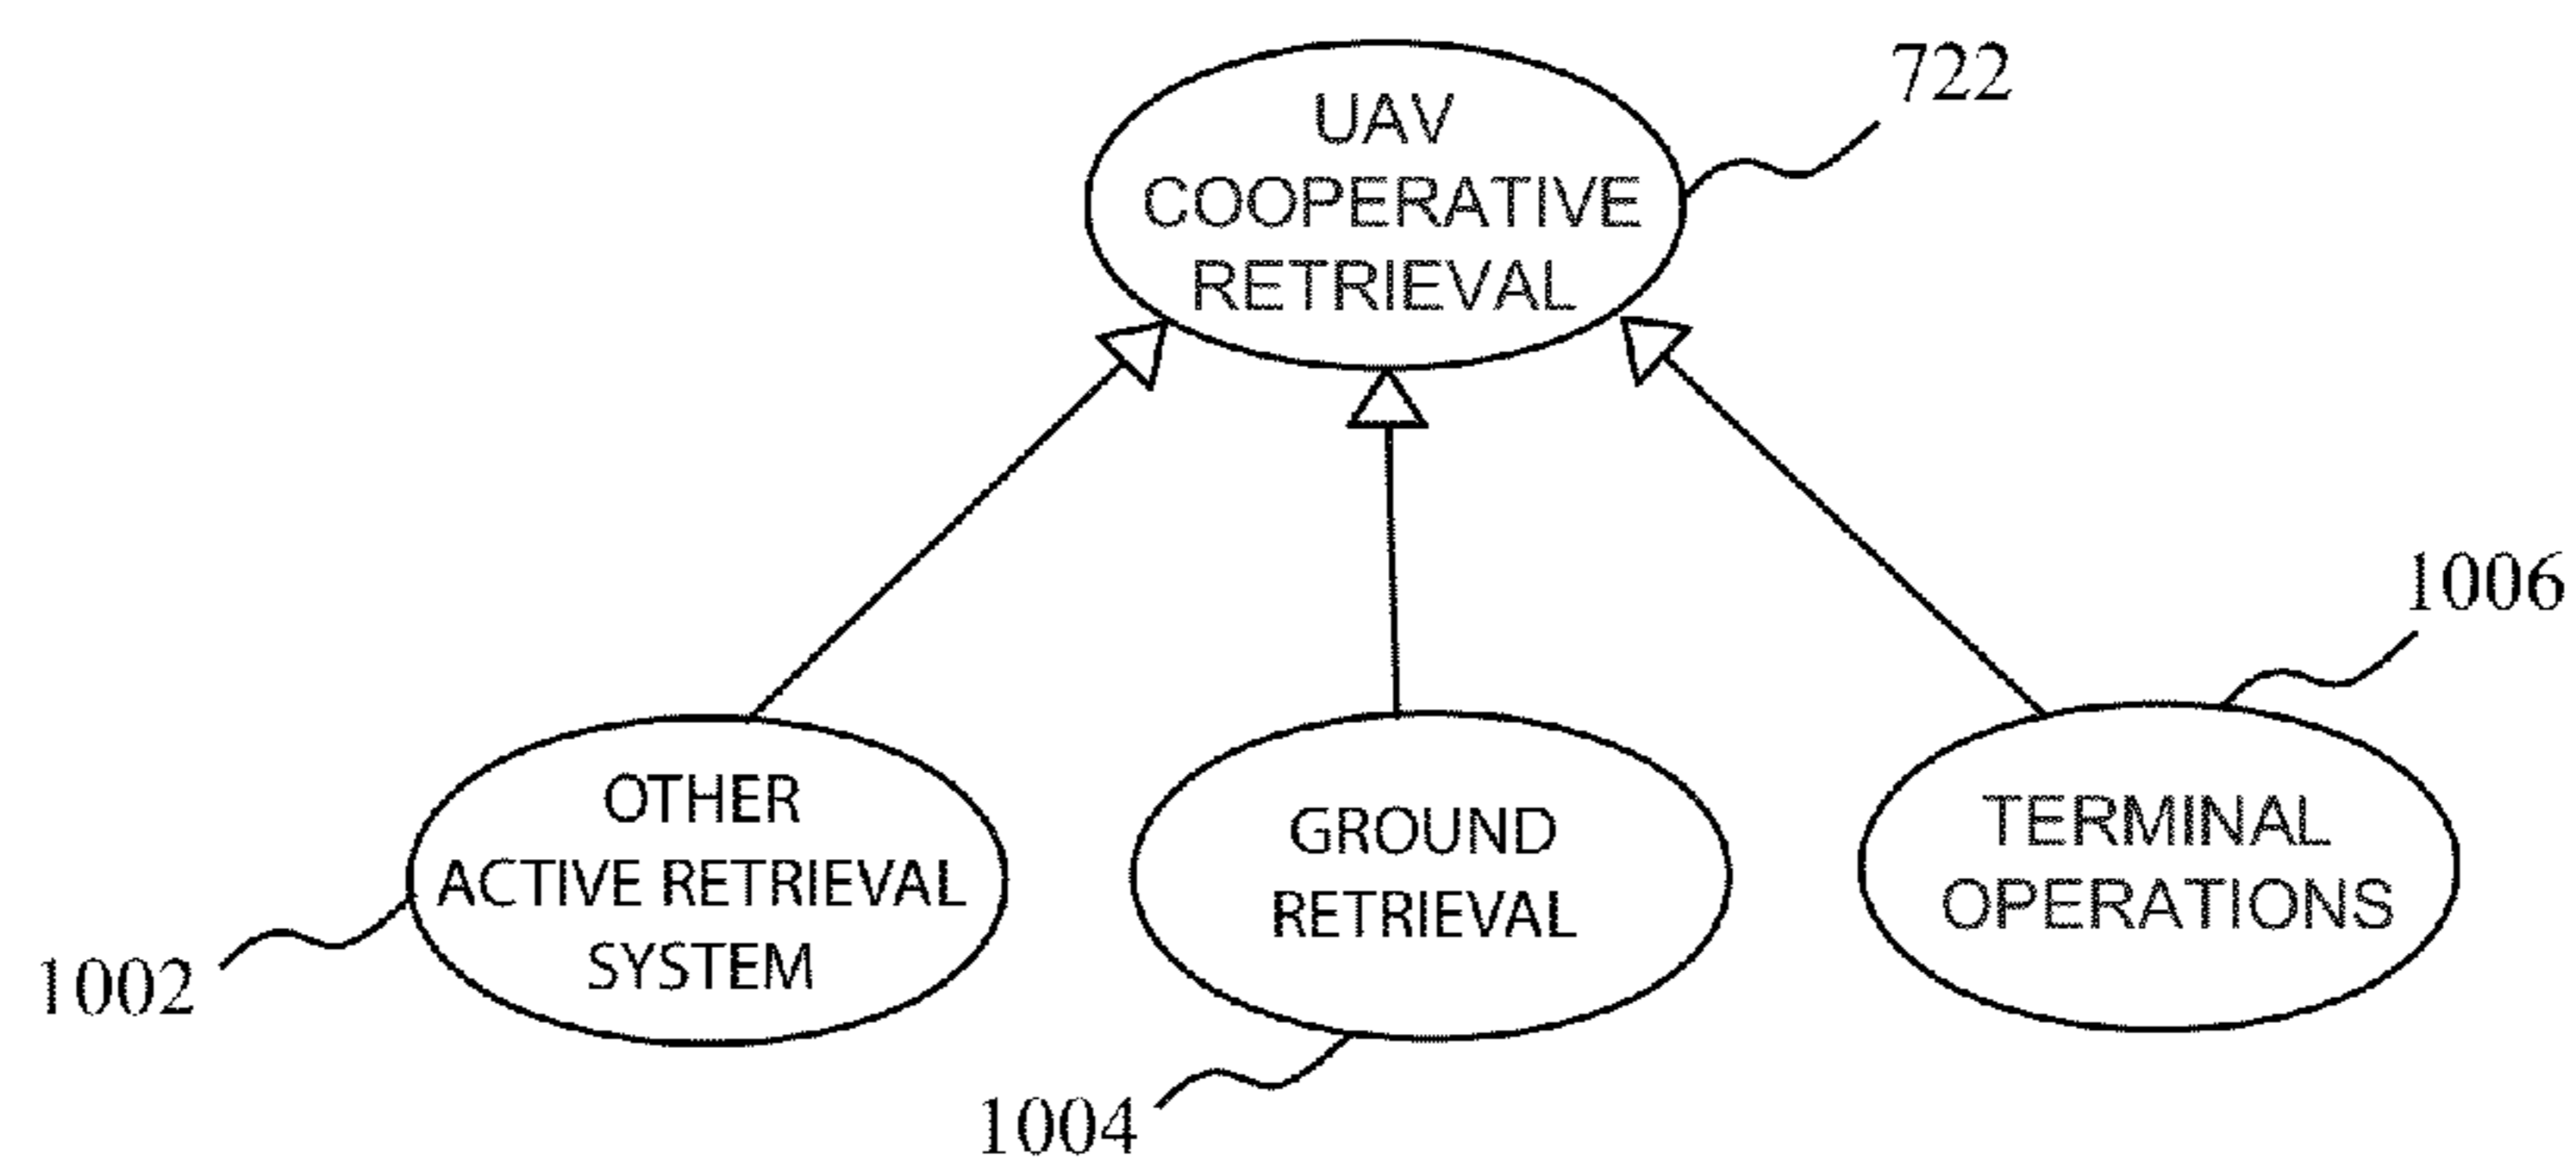 722
UAV
COOPERATIVE
RETRIEVAL
1006
OTHER
ACTIVE RETRIEVAL
SYSTEM
GROUND
RETRIEVAL
TERMINAL
OPERATIONS
1002
1004